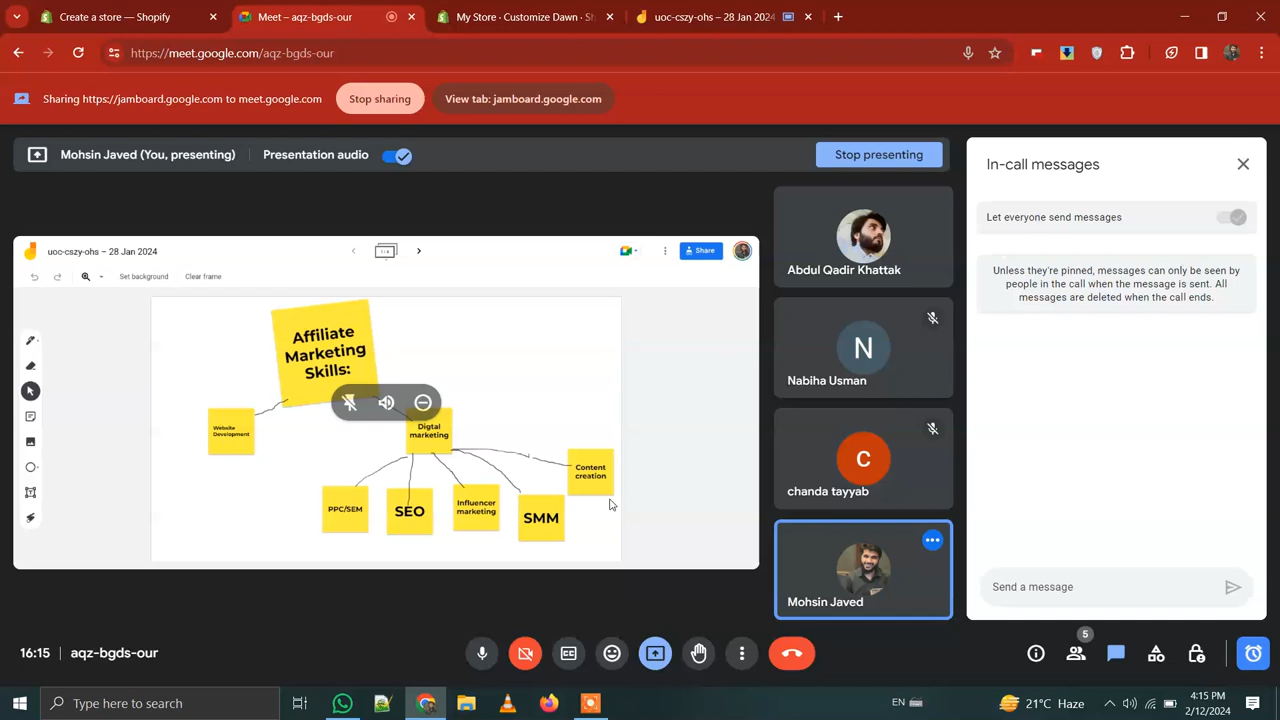 Create a store — Shopify
Meet – aqz-bgds-our
My Store · Customize Dawn · S
uoc-cszy-ohs – 28 Jan 2024
https://meet.google.com/aqz-bgds-our
Sharing https://jamboard.google.com to meet.google.com
Stop sharing
View tab: jamboard.google.com
Mohsin Javed (You, presenting)
Presentation audio
Stop presenting
uoc-cszy-ohs – 28 Jan 2024
Share
Set background
Clear frame
Affiliate
Marketing
Skills:
Website
Development
Digtal
marketing
Content
creation
PPC/SEM
SEO
Influencer
marketing
SMM
Abdul Qadir Khattak
N
Nabiha Usman
C
chanda tayyab
Mohsin Javed
In-call messages
Let everyone send messages
Unless they're pinned, messages can only be seen by
people in the call when the message is sent. All
messages are deleted when the call ends.
Send a message
16:15
aqz-bgds-our
5
Type here to search
EN
21°C Haze
4:15 PM
2/12/2024